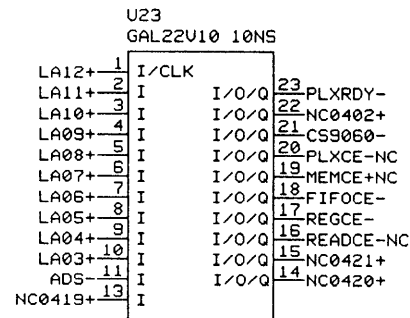 U23
GAL22V10 10NS
LA12+ 1 I/CLK
LA11+ 2 I I/O/Q 23 PLXRDY-
LA10+ 3 I I/O/Q 22 NC0402+
LA09+ 4 I I/O/Q 21 CS9060-
LA08+ 5 I I/O/Q 20 PLXCE-NC
LA07+ 6 I I/O/Q 19 MEMCE+NC
LA06+ 7 I I/O/Q 18 FIFOCE-
LA05+ 8 I I/O/Q 17 REGCE-
LA04+ 9 I I/O/Q 16 READCE-NC
LA03+ 10 I I/O/Q 15 NC0421+
ADS- 11 I I/O/Q 14 NC0420+
NC0419+ 13 I